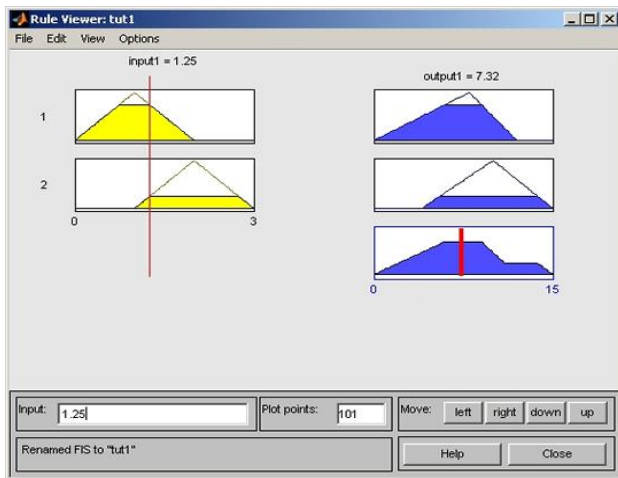 Rule Viewer: tut1
File Edit View Options
input1 = 1.25
output1 = 7.32
1
2
0 3
0 15
Input: 1.25
Plot points: 101
Move: left right down up
Renamed FIS to "tut1"
Help Close